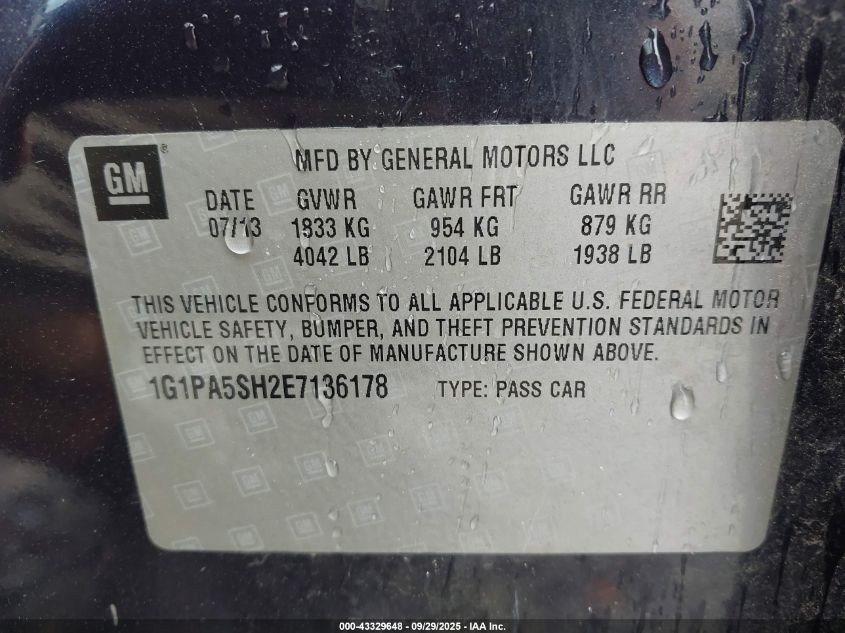 GM
®
MFD BY GENERAL MOTORS LLC
DATE GVWR GAWR FRT GAWR RR
07/13 1833 KG 954 KG 879 KG
4042 LB 2104 LB 1938 LB
THIS VEHICLE CONFORMS TO ALL APPLICABLE U.S. FEDERAL MOTOR
VEHICLE SAFETY, BUMPER, AND THEFT PREVENTION STANDARDS IN
EFFECT ON THE DATE OF MANUFACTURE SHOWN ABOVE.
1G1PA5SH2E7136178 TYPE: PASS CAR
000-43329648 - 09/29/2025 - IAA Inc.